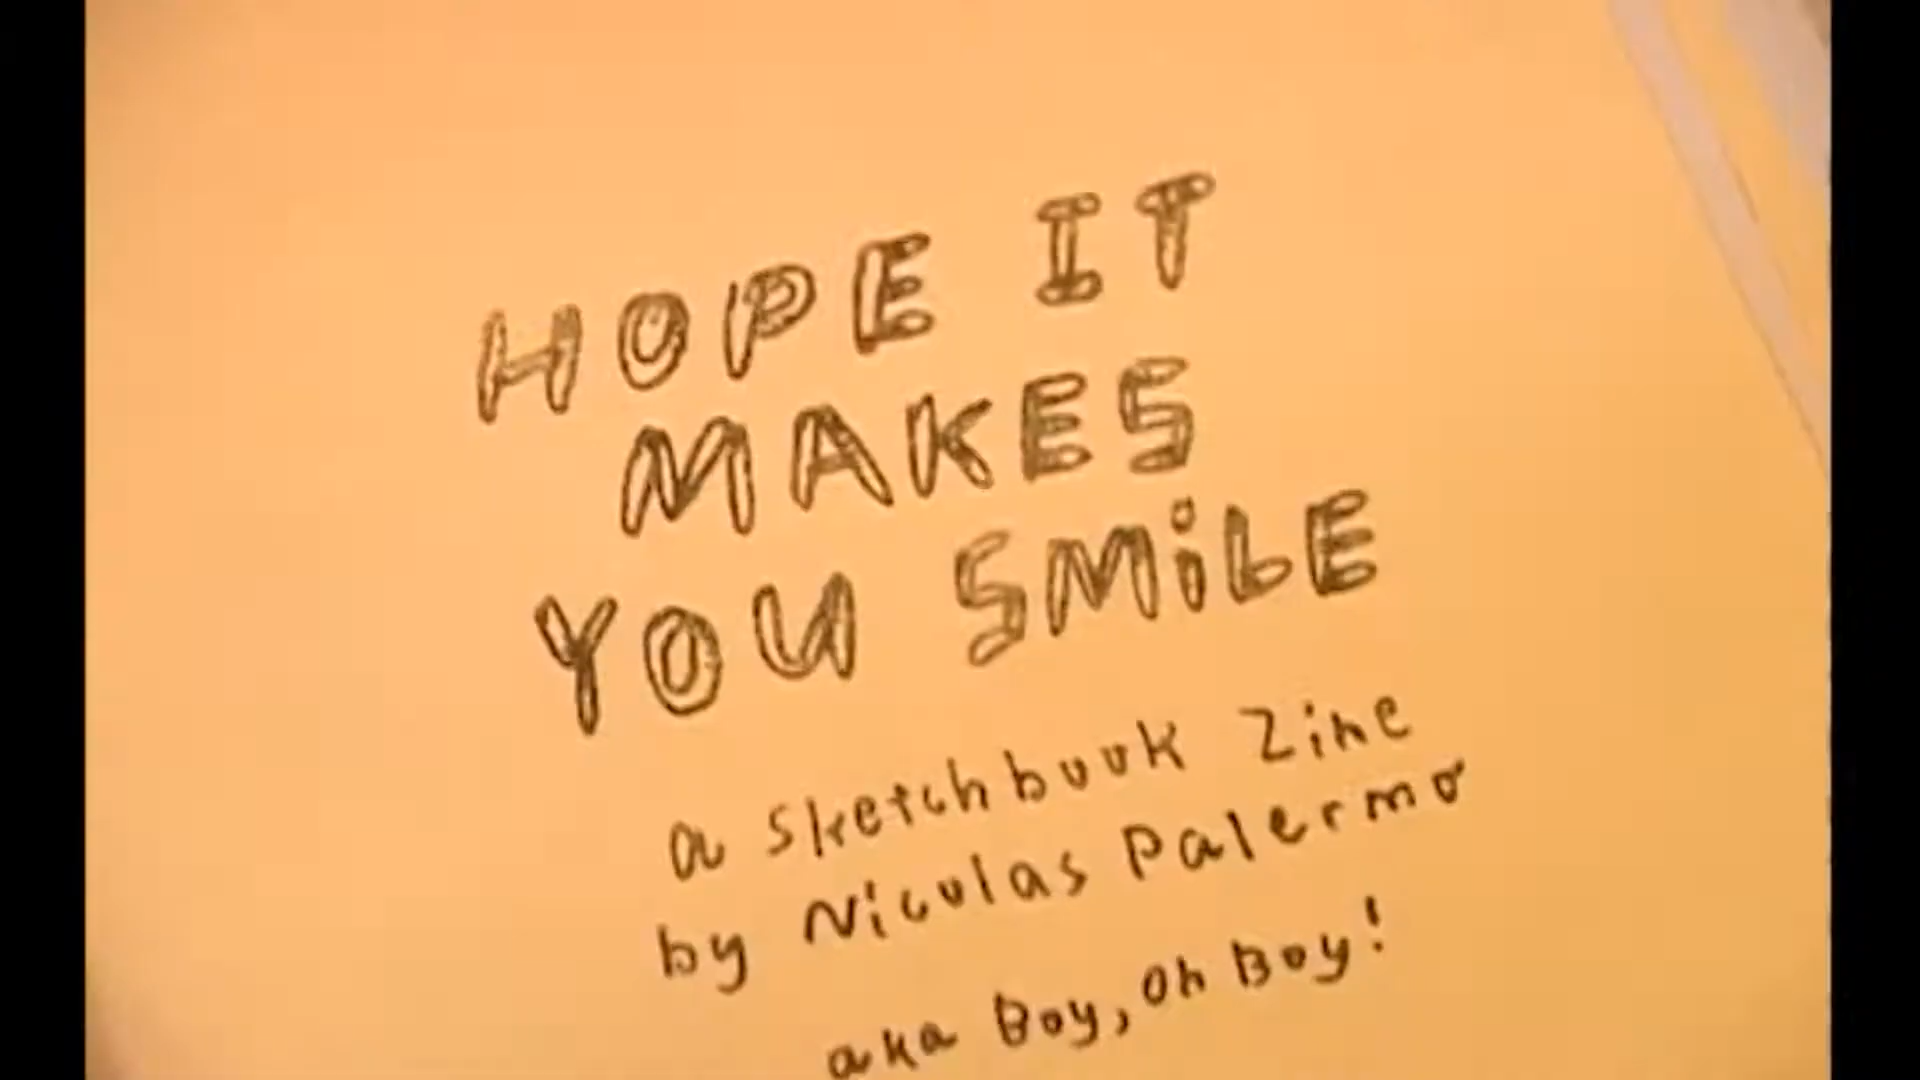 HOPE IT
MAKES
YOU SMiLE
a sketchbook zine
by Nicolas Palermo
aka Boy, oh Boy!